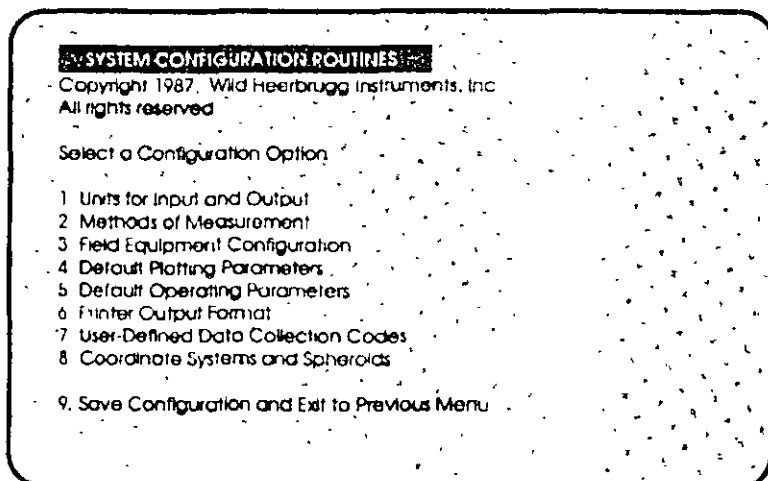 SYSTEM CONFIGURATION ROUTINES
Copyright 1987, Wild Heerbrugg Instruments, Inc
All rights reserved
Select a Configuration Option
1 Units for Input and Output
2 Methods of Measurement
3 Field Equipment Configuration
4 Default Plotting Parameters
5 Default Operating Parameters
6 Printer Output Format
7 User-Defined Data Collection Codes
8 Coordinate Systems and Spheroids
9. Save Configuration and Exit to Previous Menu